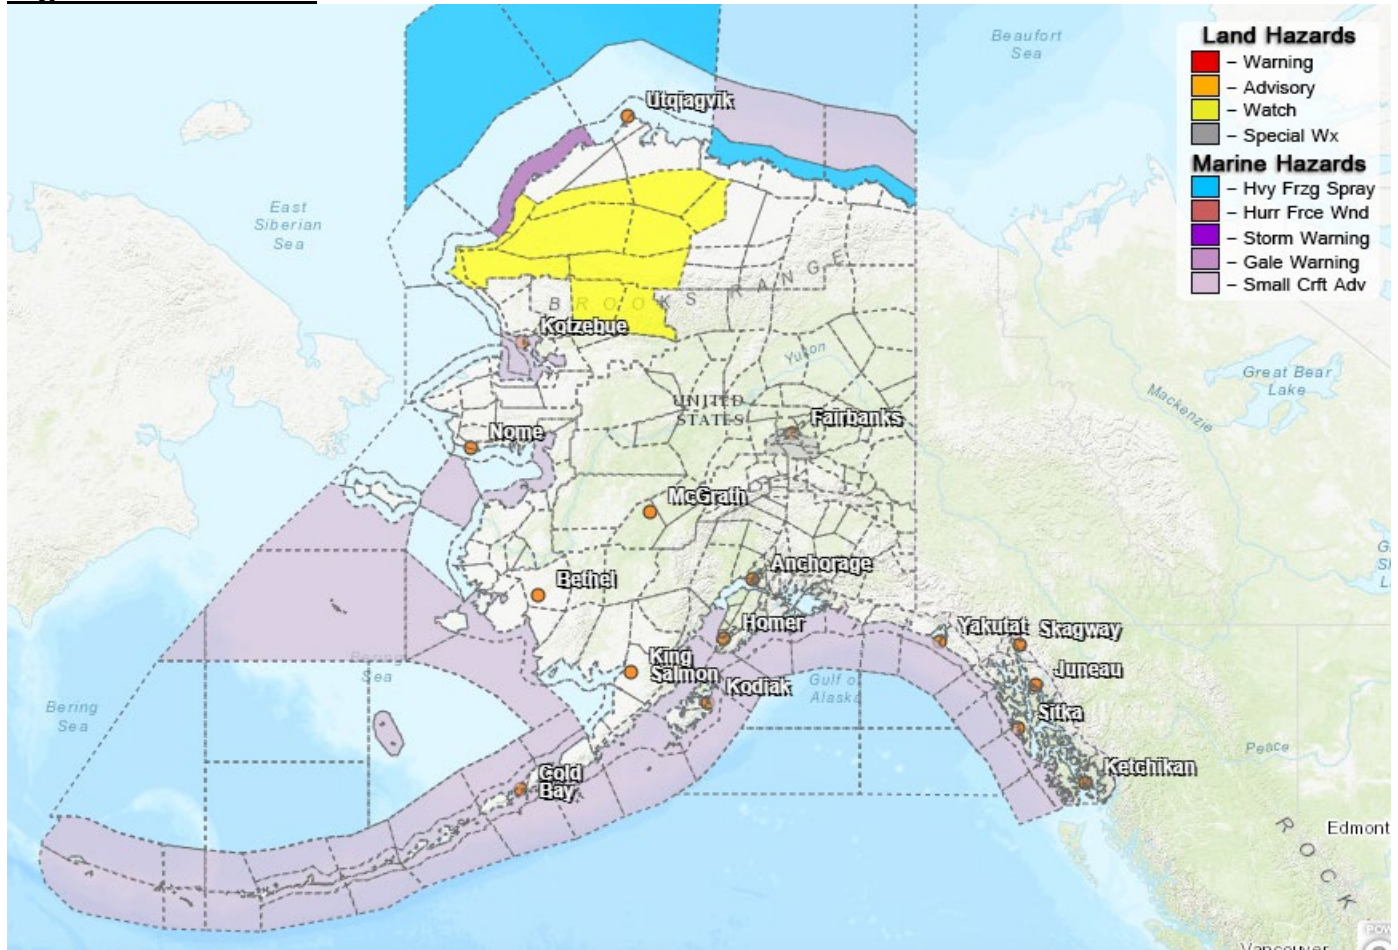 Beaufort
Sea
Land Hazards
– Warning
– Advisory
– Watch
– Special Wx
Marine Hazards
– Hvy Frzg Spray
– Hurr Frce Wnd
– Storm Warning
– Gale Warning
– Small Crft Adv
Utqiagvik
East
Siberian
Sea
BROOKS RANGE
Kotzebue
Yukon
Great Bear
Lake
Mackenzie
UNITED
STATES
Fairbanks
Nome
McGrath
Anchorage
Bethel
Homer
Yakutat
Skagway
King
Salmon
Juneau
Kodiak
Bering
Sea
Gulf of
Alaska
Bering
Sea
Sitka
Peace
Cold
Bay
Ketchikan
Edmont
ROCK
Vancouver